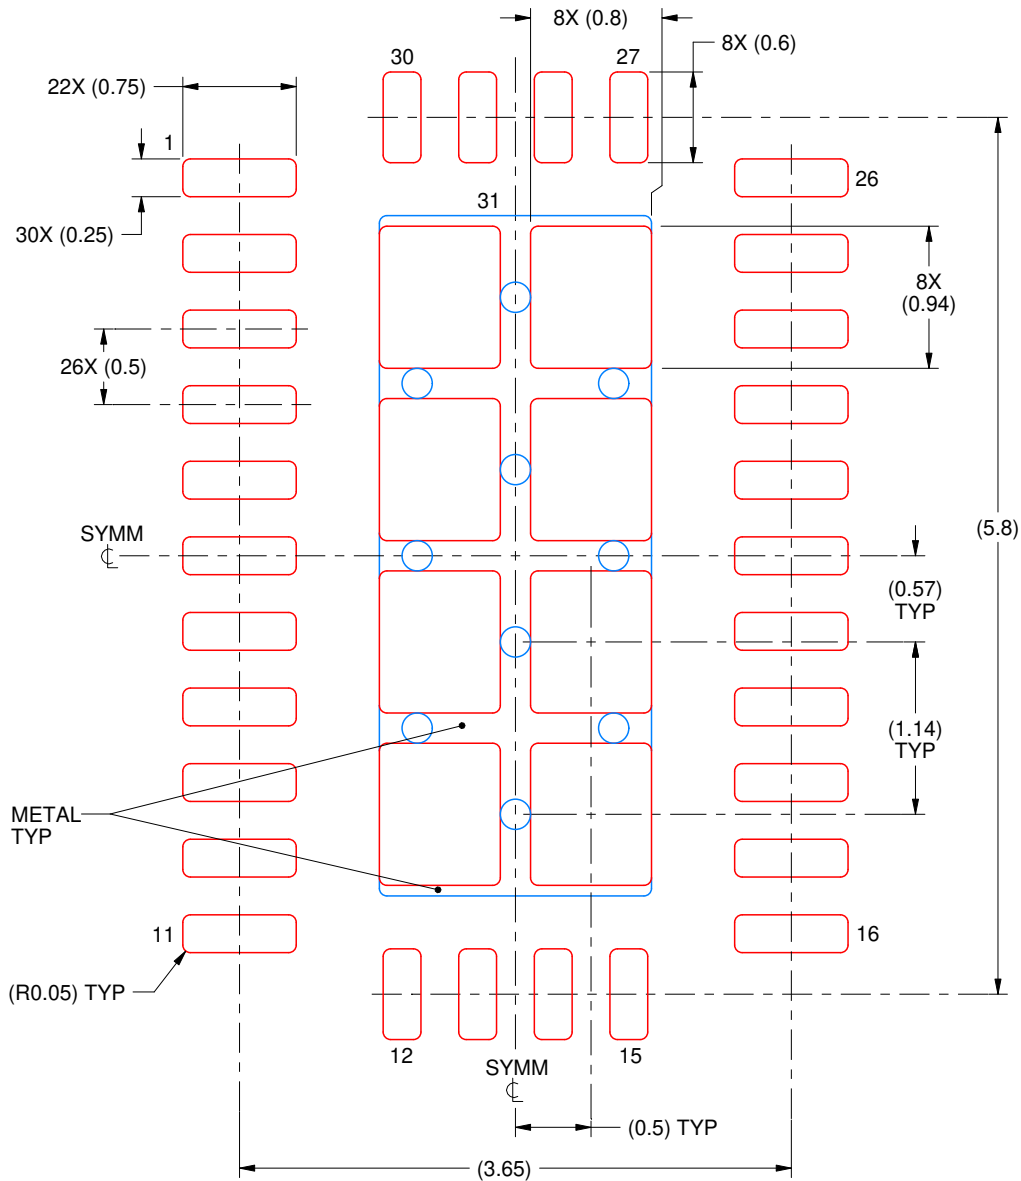 8X (0.8)
30
27
8X (0.6)
22X (0.75)
1
26
31
30X (0.25)
8X
(0.94)
26X (0.5)
SYMM
(5.8)
(0.57)
TYP
(1.14)
TYP
METAL
TYP
11
16
(R0.05) TYP
12
15
SYMM
(0.5) TYP
(3.65)